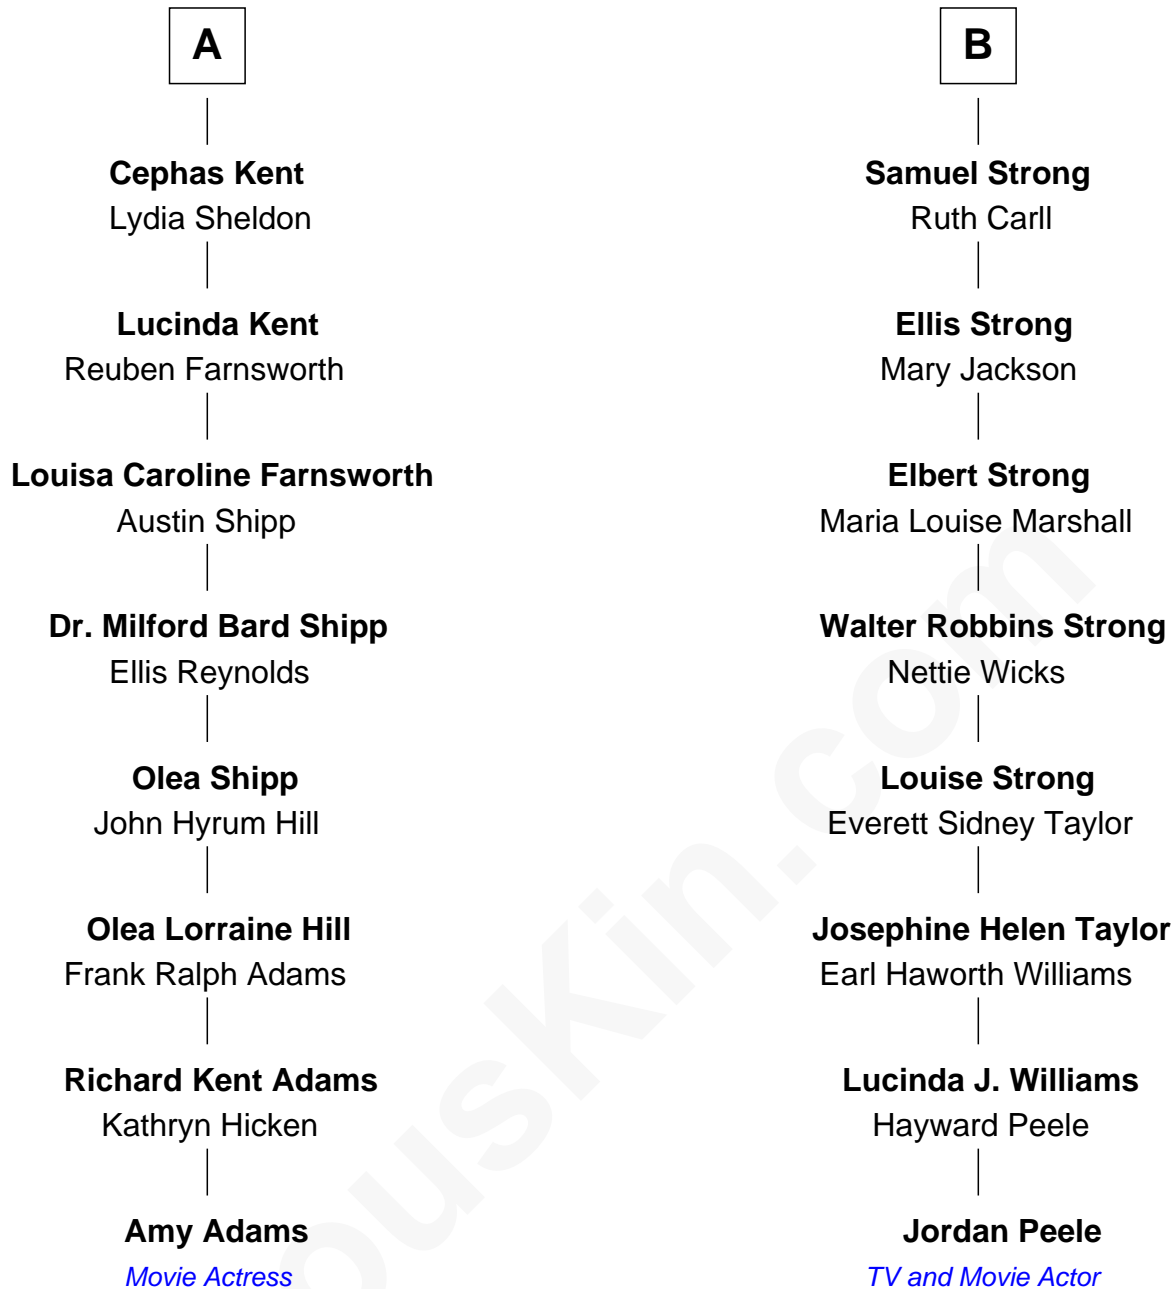 A
Cephas Kent
Lydia Sheldon
Lucinda Kent
Reuben Farnsworth
Louisa Caroline Farnsworth
Austin Shipp
Dr. Milford Bard Shipp
Ellis Reynolds
Olea Shipp
John Hyrum Hill
Olea Lorraine Hill
Frank Ralph Adams
Richard Kent Adams
Kathryn Hicken
Amy Adams
Movie Actress
B
Samuel Strong
Ruth Carll
Ellis Strong
Mary Jackson
Elbert Strong
Maria Louise Marshall
Walter Robbins Strong
Nettie Wicks
Louise Strong
Everett Sidney Taylor
Josephine Helen Taylor
Earl Haworth Williams
Lucinda J. Williams
Hayward Peele
Jordan Peele
TV and Movie Actor
ousKin.com